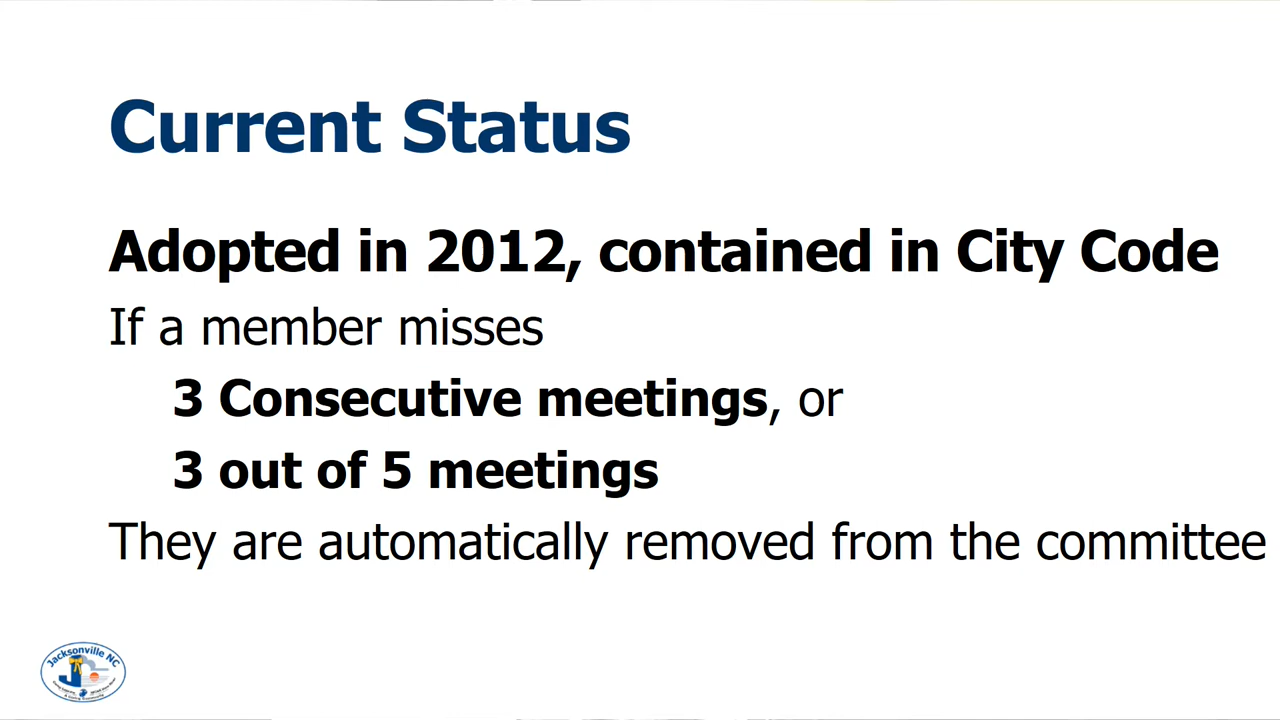 Current Status
Adopted in 2012, contained in City Code
If a member misses
3 Consecutive meetings, or
3 out of 5 meetings
They are automatically removed from the committee
Jacksonville NC